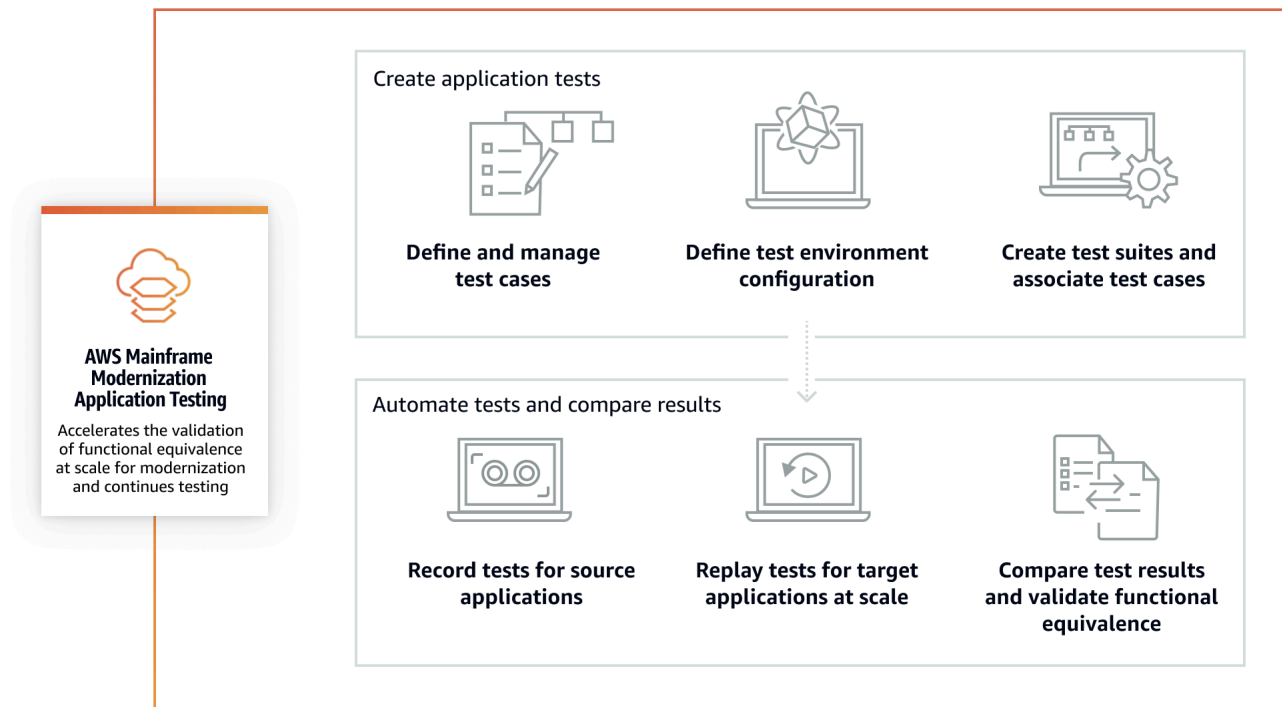 AWS Mainframe
Modernization
Application Testing
Accelerates the validation
of functional equivalence
at scale for modernization
and continues testing
Create application tests
Define and manage
test cases
Define test environment
configuration
Create test suites and
associate test cases
Automate tests and compare results
Record tests for source
applications
Replay tests for target
applications at scale
Compare test results
and validate functional
equivalence